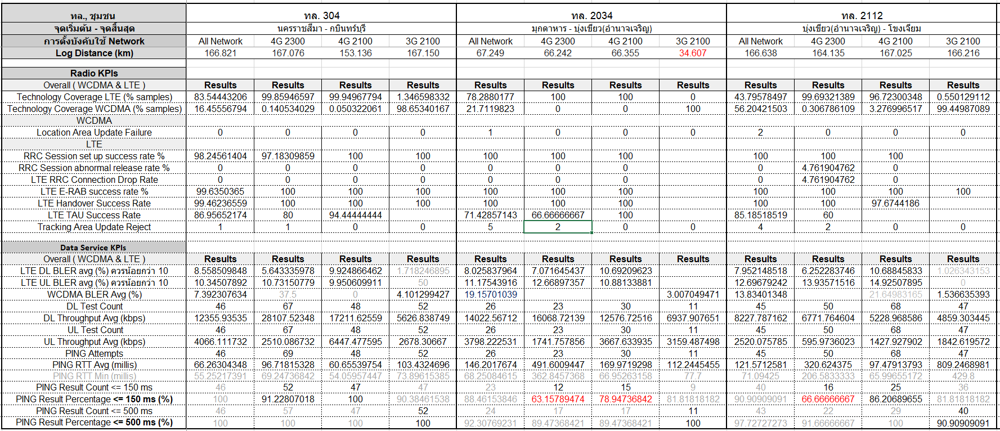 ทล., ชุมชน ทล. 304 ทล. 2034 ทล. 2112
จุดเริ่มต้น - จุดสิ้นสุด นครราชสีมา - กบินทร์บุรี มุกดาหาร - บุ่งเขียว(อำนาจเจริญ) บุ่งเขียว(อำนาจเจริญ) - โขงเจียม
การตั้งบังคับใช้ Network All Network 4G 2300 4G 2100 3G 2100 All Network 4G 2300 4G 2100 3G 2100 All Network 4G 2300 4G 2100 3G 2100
Log Distance (km) 166.821 167.076 153.136 167.150 67.249 66.242 66.355 34.607 166.638 164.135 167.025 166.216
Radio KPIs
Overall ( WCDMA & LTE ) Results Results Results Results Results Results Results Results Results Results Results Results
Technology Coverage LTE (% samples) 83.54443206 99.85946597 99.94967794 1.346598332 78.2880177 100 100 0 43.79578497 99.69321389 96.72300348 0.550129112
Technology Coverage WCDMA (% samples) 16.45556794 0.140534029 0.050322061 98.65340167 21.7119823 0 0 100 56.20421503 0.306786109 3.276996517 99.44987089
WCDMA
Location Area Update Failure 0 0 0 0 1 0 0 0 2 0 0 0
LTE
RRC Session set up success rate % 98.24561404 97.18309859 100 100 100 100 100 100 100 100
RRC Session abnormal release rate % 0 0 0 0 0 0 0 0 4.761904762 0
LTE RRC Connection Drop Rate 0 0 0 0 0 0 0 0 4.761904762 0
LTE E-RAB success rate % 99.6350365 100 100 100 100 100 100 100 100 100 100
LTE Handover Success Rate 99.46236559 100 100 100 100 100 100 100 100 97.6744186
LTE TAU Success Rate 86.95652174 80 94.44444444 71.42857143 66.66666667 100 85.18518519 60
Tracking Area Update Reject 1 1 0 0 5 2 0 0 4 2 0 0
Data Service KPIs
Overall ( WCDMA & LTE ) Results Results Results Results Results Results Results Results Results Results Results Results
LTE DL BLER avg (%) ควรน้อยกว่า 10 8.558509848 5.643335978 9.924866462 1.718246895 8.025837964 7.071645437 10.69209623 7.952148518 6.252283746 10.68845833 1.026343153
LTE UL BLER avg (%) ควรน้อยกว่า 10 10.34507892 10.73150779 9.950609911 50 11.17543916 12.66897357 10.88133881 12.69679242 13.93571516 14.92507895 0
WCDMA BLER Avg (%) 7.392307634 37.5 0 4.101299427 19.15701039 3.007049471 13.83401348 21.64983165 1.536635393
DL Test Count 46 67 48 52 26 23 30 11 45 50 68 47
DL Throughput Avg (kbps) 12355.93535 28107.52348 17211.62559 5626.838749 14022.56712 16068.72139 12576.72516 6937.907651 8227.787162 6771.764604 5228.968586 4859.303445
UL Test Count 46 67 48 52 26 23 30 11 45 50 68 47
UL Throughput Avg (kbps) 4066.111732 2510.086732 6447.477595 2678.30667 3798.222531 1741.757856 3667.633935 3159.487498 2520.075785 595.9736023 1427.927902 1842.619572
PING Attempts 46 69 48 52 26 23 30 11 45 50 68 47
PING RTT Avg (millis) 66.26304348 96.71815328 60.65539754 103.4324696 146.2017674 491.6009447 169.9719298 112.2445455 121.5712581 320.624375 97.47913793 809.2468981
PING RTT Min (millis) 55.25217391 69.24736842 54.05957447 73.89615385 68.25084615 362.8457368 66.95263158 77.7 71.09425 206.5833333 65.99655172 429.8
PING Result Count <= 150 ms 46 52 47 47 23 12 15 9 40 16 25 36
PING Result Percentage <= 150 ms (%) 100 91.22807018 100 90.38461538 88.46153846 63.15789474 78.94736842 81.81818182 90.90909091 66.66666667 86.20689655 81.81818182
PING Result Count <= 500 ms 46 57 47 52 24 17 17 11 43 22 29 40
PING Result Percentage <= 500 ms (%) 100 100 100 100 92.30769231 89.47368421 89.47368421 100 97.72727273 91.66666667 100 90.90909091